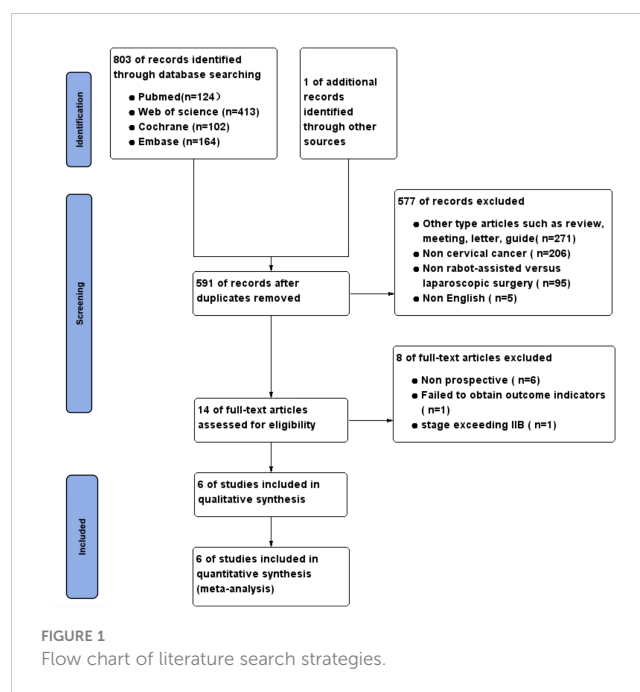 Identification
803 of records identified
through database searching
● Pubmed(n=124）
● Web of science (n=413)
● Cochrane (n=102)
● Embase (n=164)
1 of additional
records
identified
through other
sources
Screening
577 of records excluded
● Other type articles such as review,
meeting, letter, guide( n=271)
● Non cervical cancer ( n=206)
● Non rabot-assisted versus
laparoscopic surgery ( n=95)
● Non English ( n=5)
591 of records after
duplicates removed
8 of full-text articles excluded
● Non prospective ( n=6)
● Failed to obtain outcome indicators
( n=1)
● stage exceeding IIB ( n=1)
14 of full-text articles
assessed for eligibility
Included
6 of studies included in
qualitative synthesis
6 of studies included in
quantitative synthesis
(meta-analysis)
FIGURE 1
Flow chart of literature search strategies.